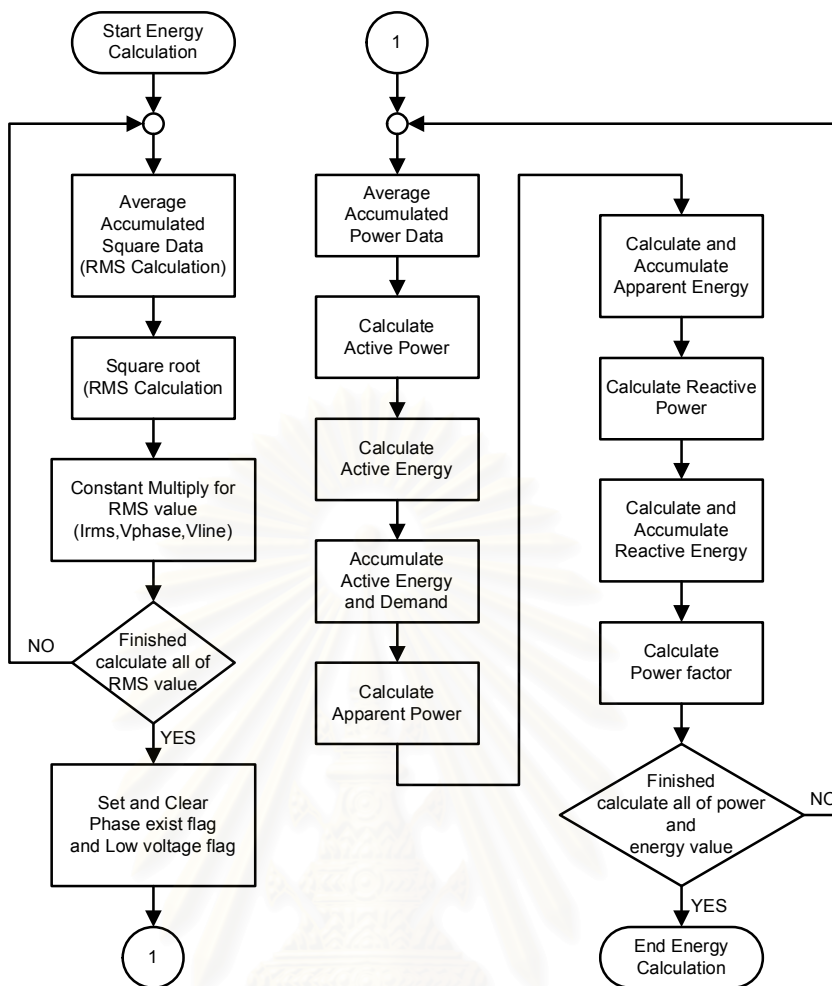 Start Energy
Calculation
Average
Accumulated
Square Data
(RMS Calculation)
Square root
(RMS Calculation
Constant Multiply for
RMS value
(Irms,Vphase,Vline)
Finished
calculate all of
RMS value
NO
YES
Set and Clear
Phase exist flag
and Low voltage flag
1
1
Average
Accumulated
Power Data
Calculate
Active Power
Calculate
Active Energy
Accumulate
Active Energy
and Demand
Calculate
Apparent Power
Calculate and
Accumulate
Apparent Energy
Calculate Reactive
Power
Calculate and
Accumulate
Reactive Energy
Calculate
Power factor
Finished
calculate all of power
and
energy value
NO
YES
End Energy
Calculation